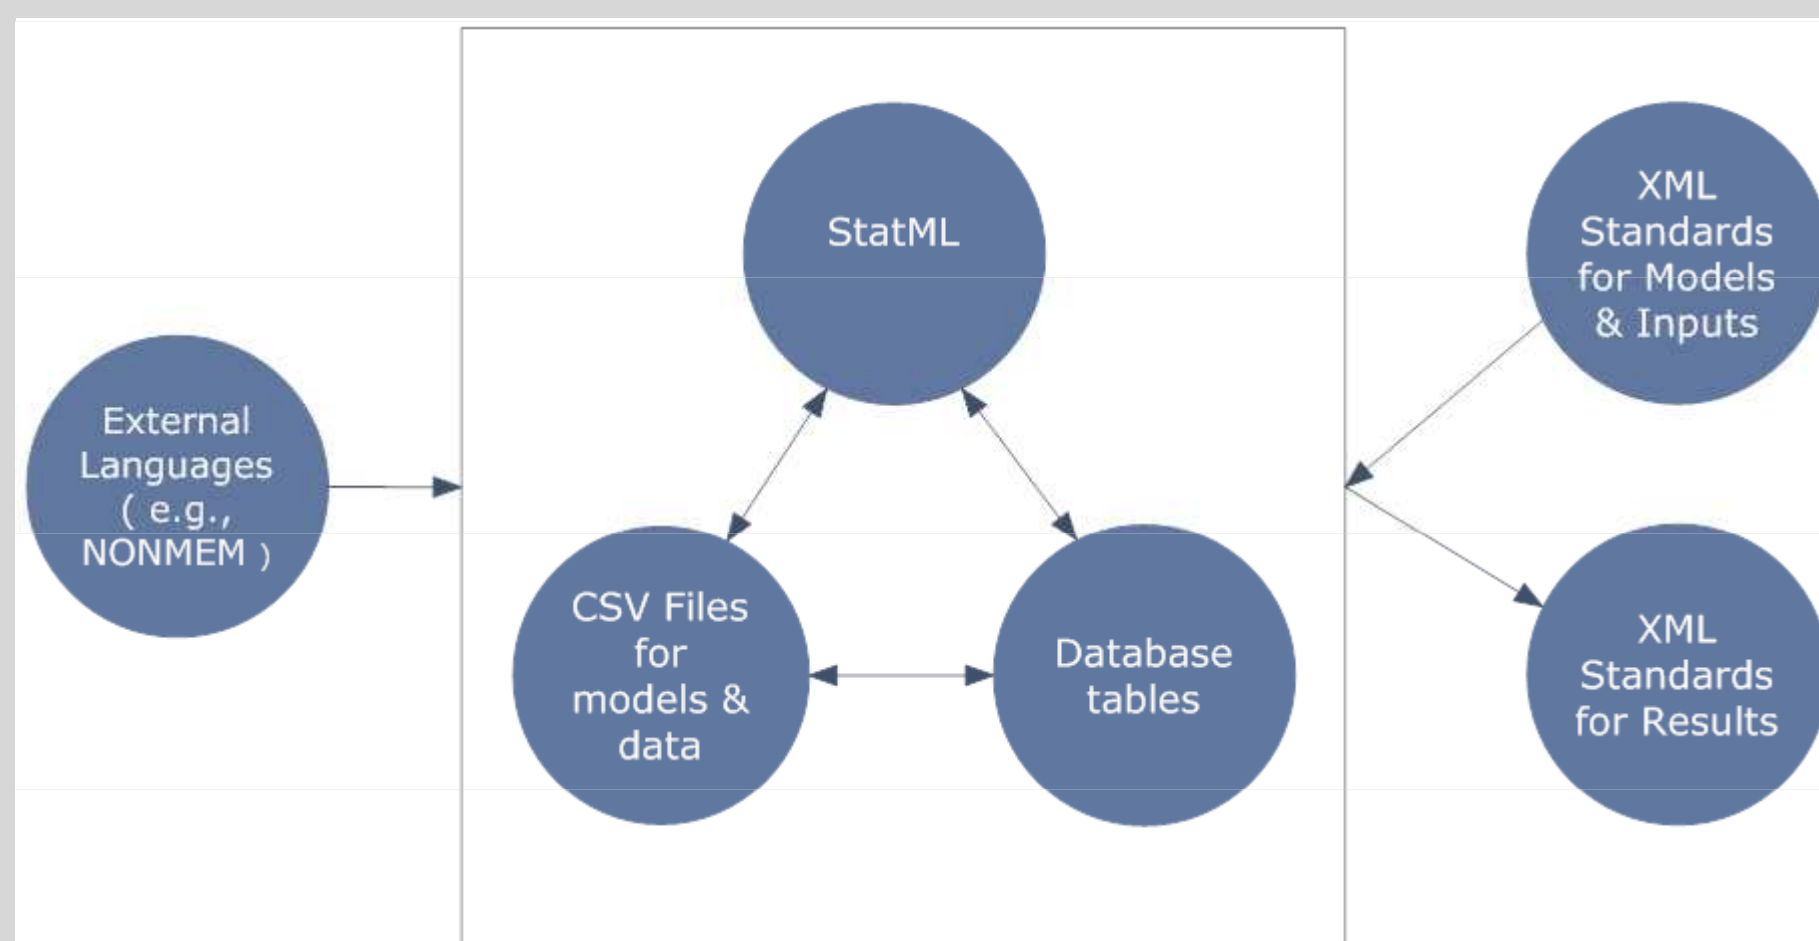 StatML
XML
Standards
for Models
& Inputs
External
Languages
( e.g.,
NONMEM )
CSV Files
for
models &
data
Database
tables
XML
Standards
for Results